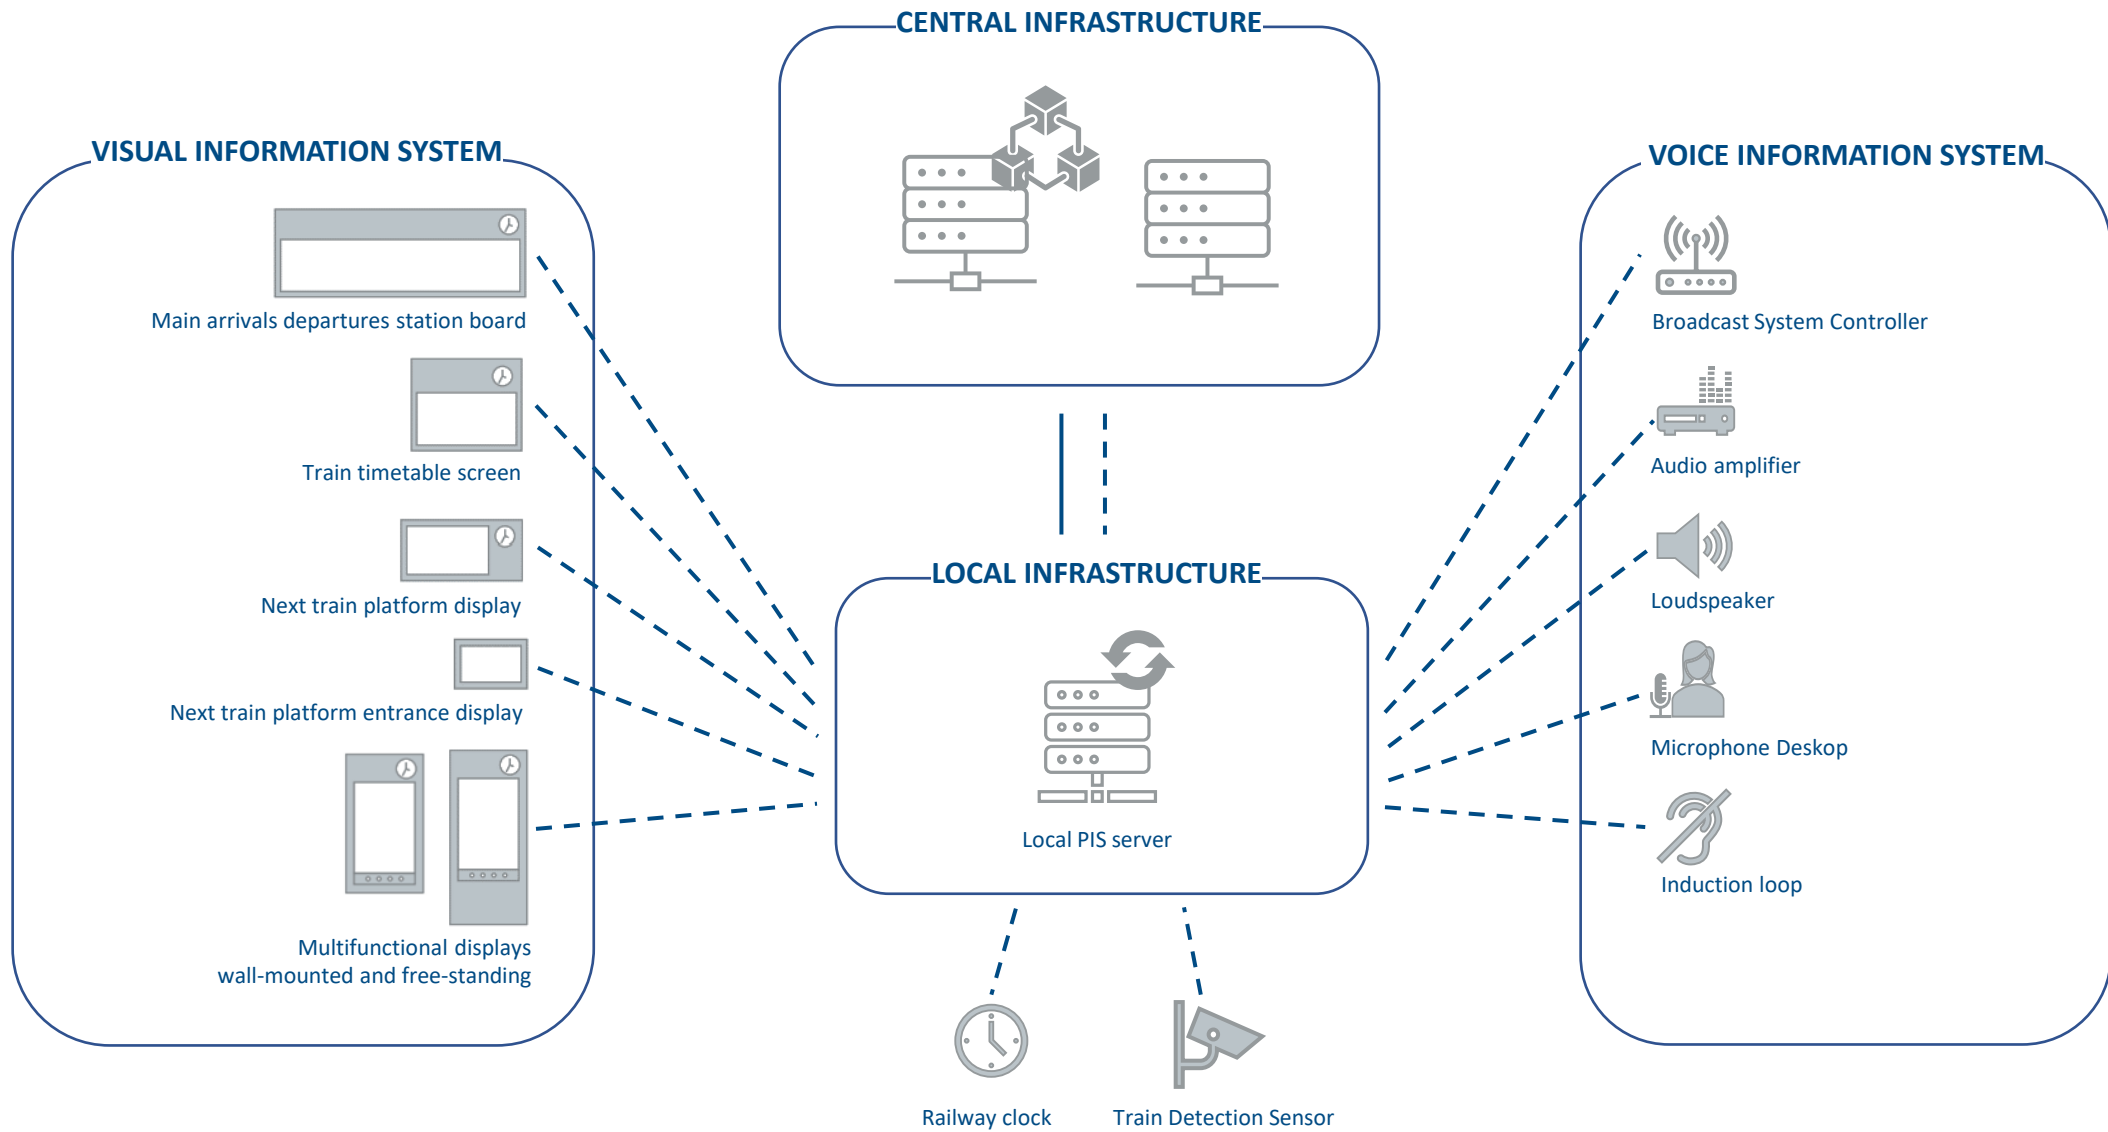 CENTRAL INFRASTRUCTURE
VISUAL INFORMATION SYSTEM
Main arrivals departures station board
Train timetable screen
Next train platform display
Next train platform entrance display
Multifunctional displays
wall-mounted and free-standing
LOCAL INFRASTRUCTURE
Local PIS server
Railway clock
Train Detection Sensor
VOICE INFORMATION SYSTEM
Broadcast System Controller
Audio amplifier
Loudspeaker
Microphone Deskop
Induction loop